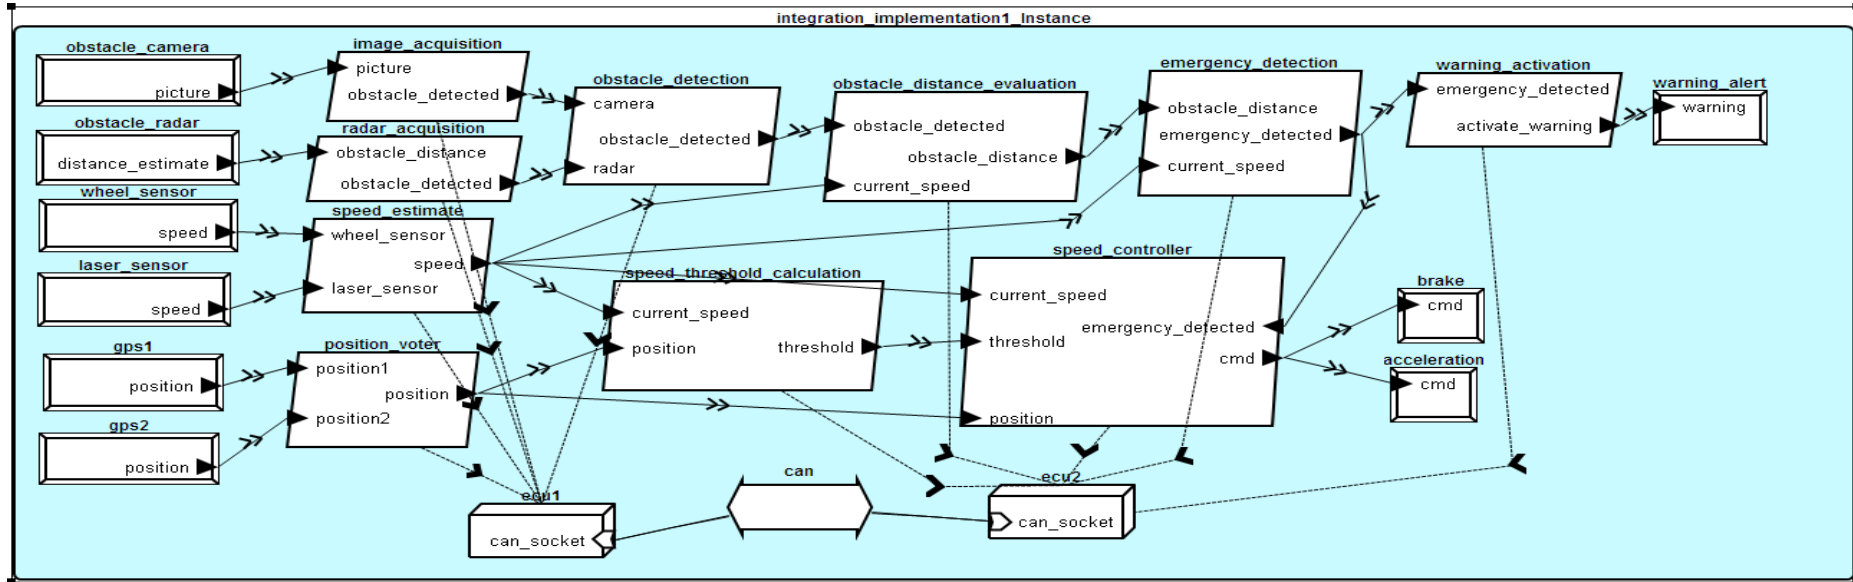 integration_implementation1_Instance
obstacle_camera
picture
image_acquisition
picture
obstacle_detected
obstacle_radar
distance_estimate
radar_acquisition
obstacle_distance
obstacle_detected
obstacle_detection
camera
obstacle_detected
radar
obstacle_distance_evaluation
obstacle_detected
obstacle_distance
current_speed
emergency_detection
obstacle_distance
emergency_detected
current_speed
warning_activation
emergency_detected
activate_warning
warning_alert
warning
wheel_sensor
speed
laser_sensor
speed
speed_estimate
wheel_sensor
speed
laser_sensor
speed_threshold_calculation
current_speed
position
threshold
speed_controller
current_speed
emergency_detected
threshold
cmd
position
brake
cmd
acceleration
cmd
gps1
position
gps2
position
position_voter
position1
position
position2
ecu1
can_socket
can
ecu2
can_socket